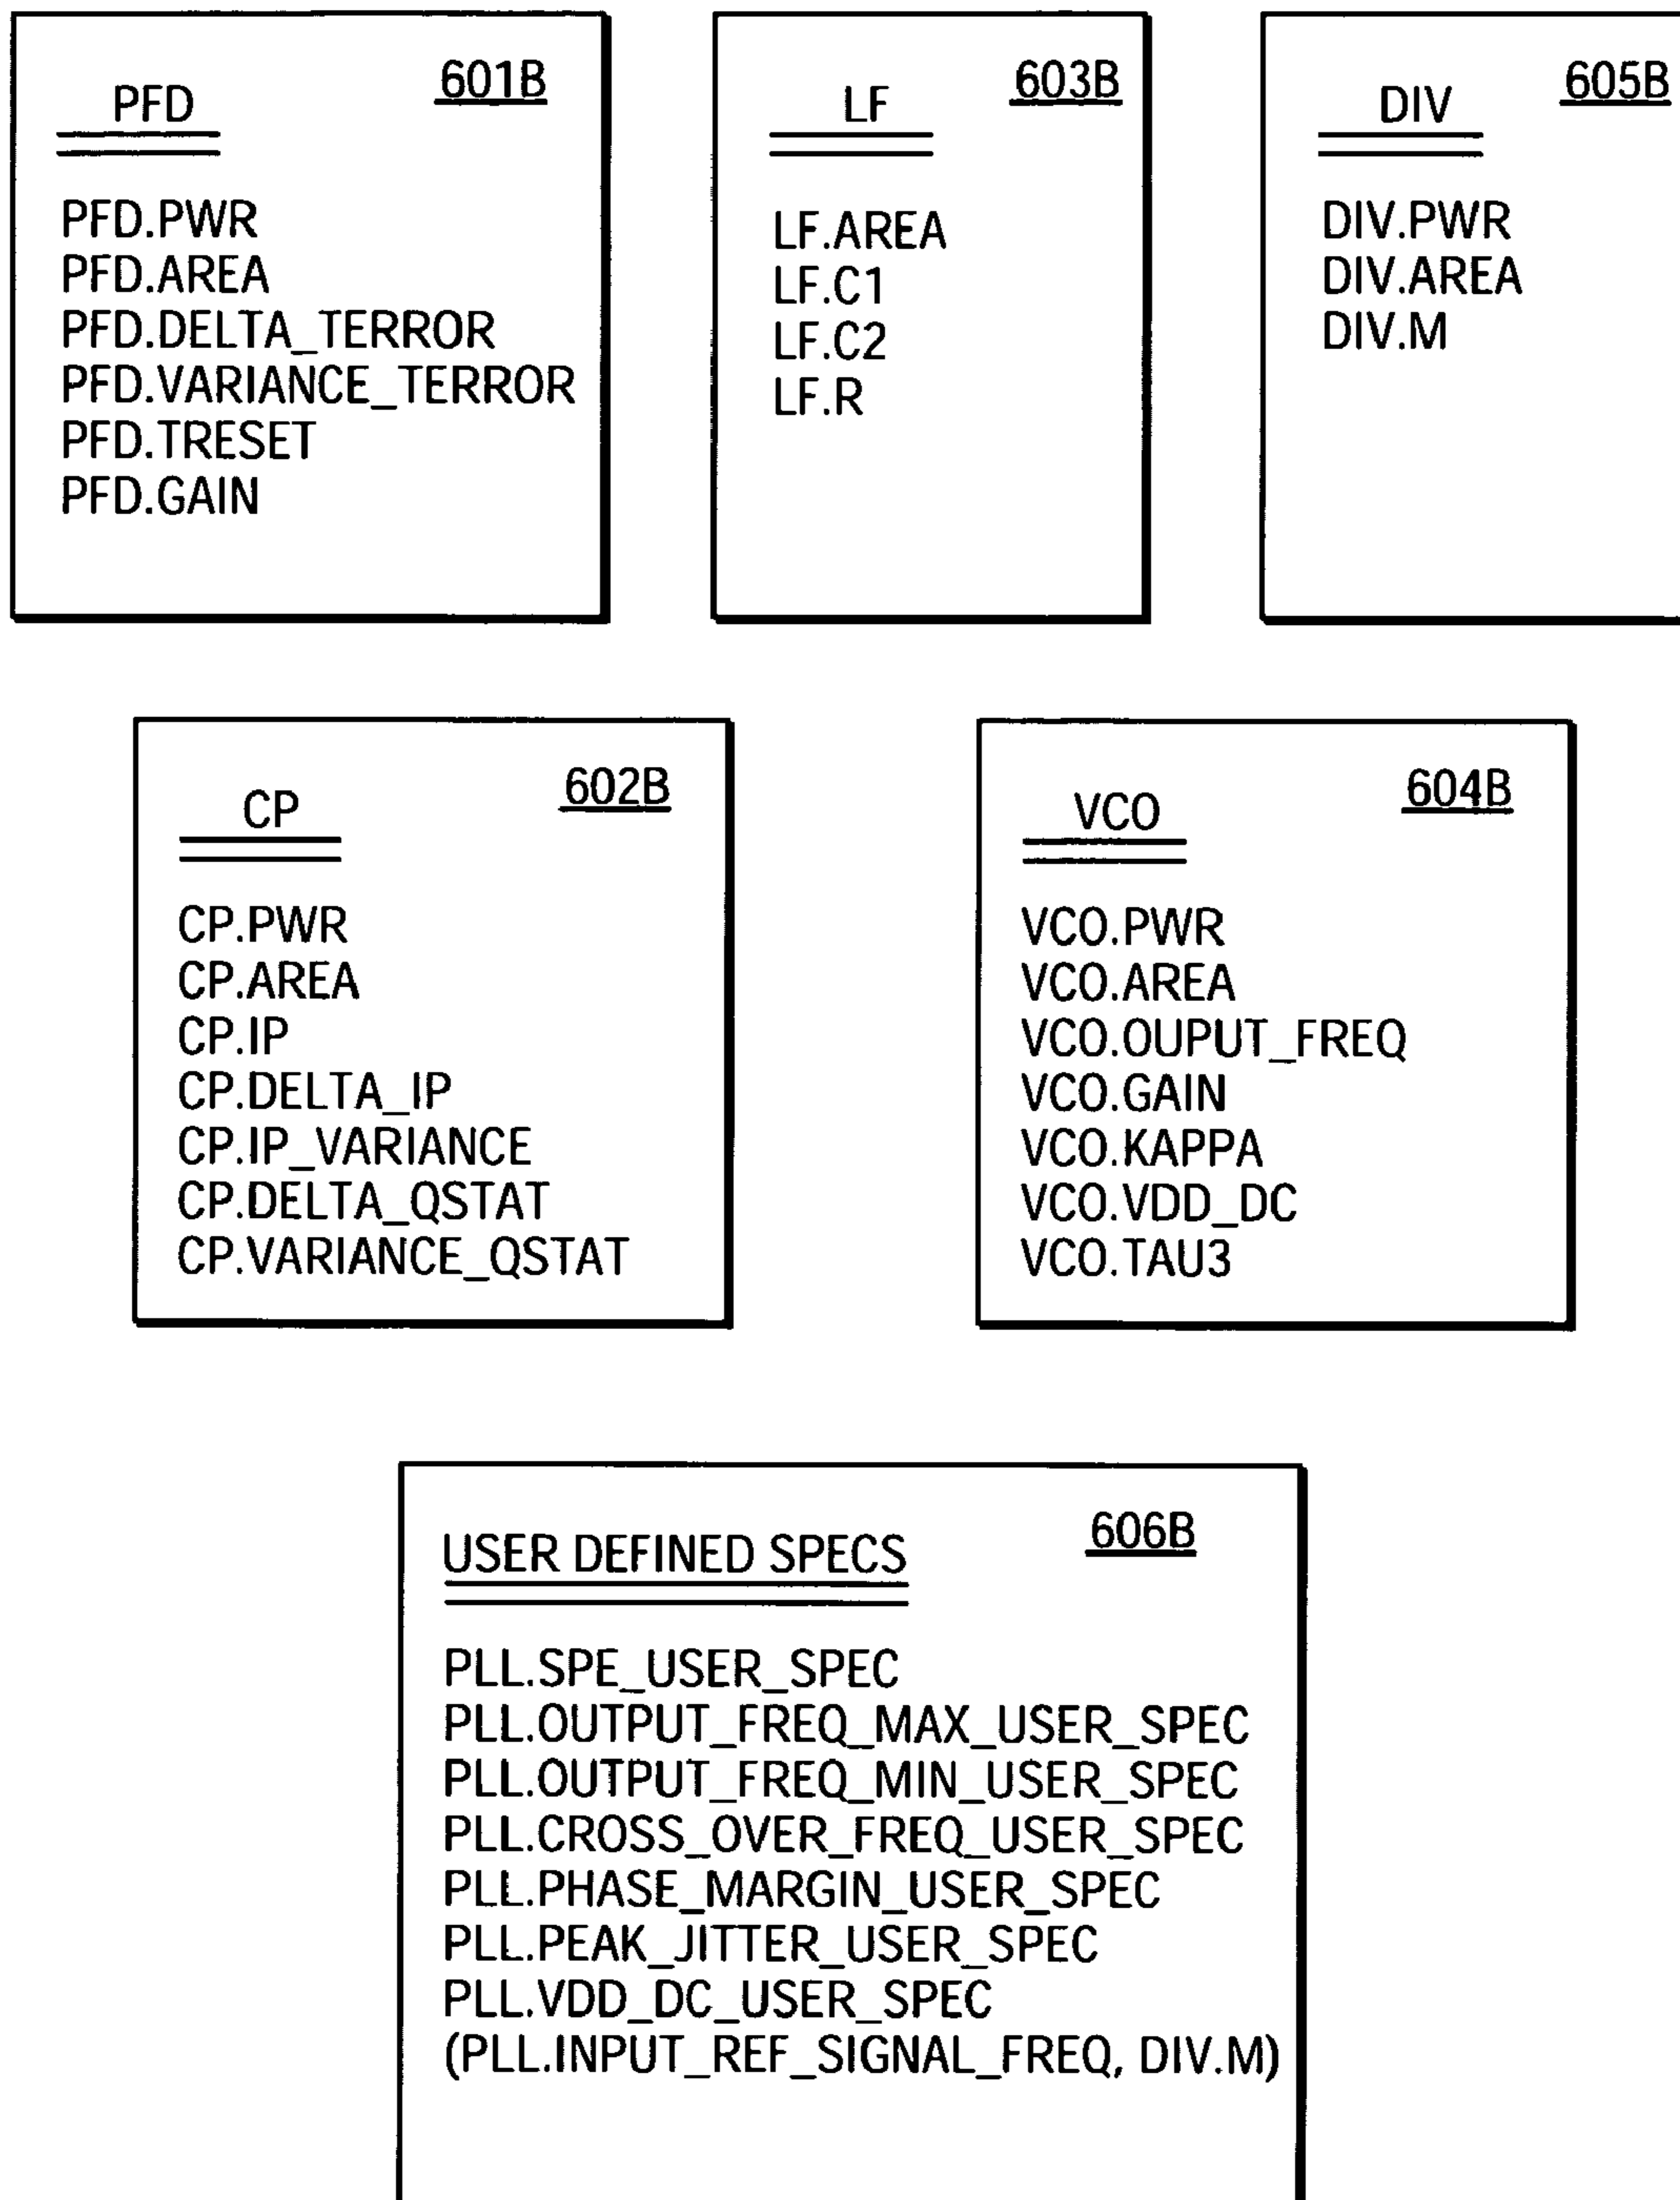 PFD 601B
PFD.PWR
PFD.AREA
PFD.DELTA_TERROR
PFD.VARIANCE_TERROR
PFD.TRESET
PFD.GAIN
LF 603B
LF.AREA
LF.C1
LF.C2
LF.R
DIV 605B
DIV.PWR
DIV.AREA
DIV.M
CP 602B
CP.PWR
CP.AREA
CP.IP
CP.DELTA_IP
CP.IP_VARIANCE
CP.DELTA_QSTAT
CP.VARIANCE_QSTAT
VCO 604B
VCO.PWR
VCO.AREA
VCO.OUPUT_FREQ
VCO.GAIN
VCO.KAPPA
VCO.VDD_DC
VCO.TAU3
USER DEFINED SPECS 606B
PLL.SPE_USER_SPEC
PLL.OUTPUT_FREQ_MAX_USER_SPEC
PLL.OUTPUT_FREQ_MIN_USER_SPEC
PLL.CROSS_OVER_FREQ_USER_SPEC
PLL.PHASE_MARGIN_USER_SPEC
PLL.PEAK_JITTER_USER_SPEC
PLL.VDD_DC_USER_SPEC
(PLL.INPUT_REF_SIGNAL_FREQ, DIV.M)